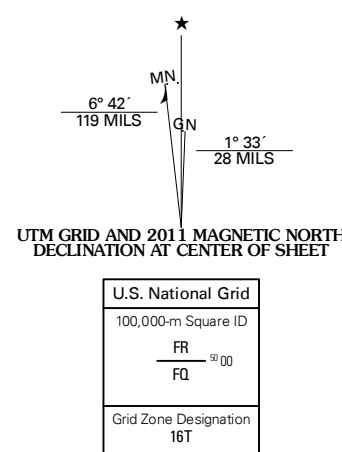 ★
MN.
6° 42´
119 MILS
GN
1° 33´
28 MILS
UTM GRID AND 2011 MAGNETIC NORTH
DECLINATION AT CENTER OF SHEET
U.S. National Grid
100,000-m Square ID
FR
50 00
FQ
Grid Zone Designation
16T